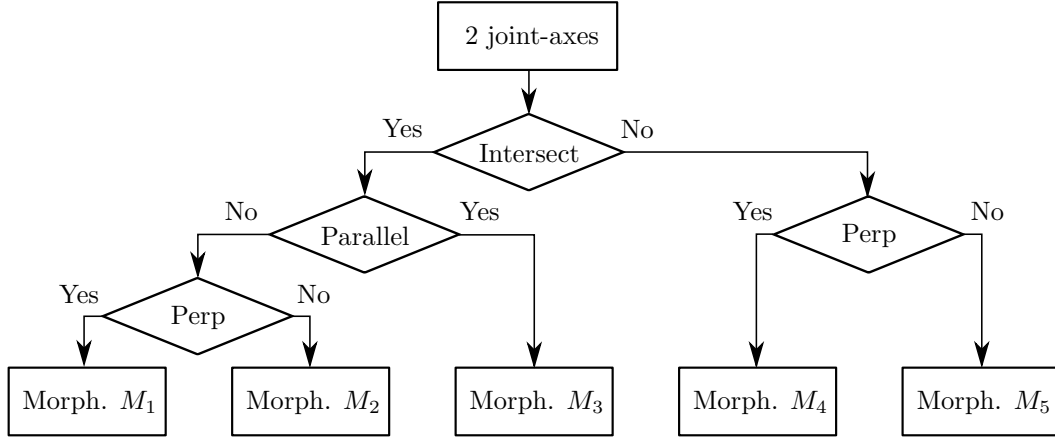 2 joint-axes
Yes
No
Intersect
No
Yes
Yes
No
Parallel
Perp
Yes
No
Perp
Morph. M₁
Morph. M₂
Morph. M₃
Morph. M₄
Morph. M₅